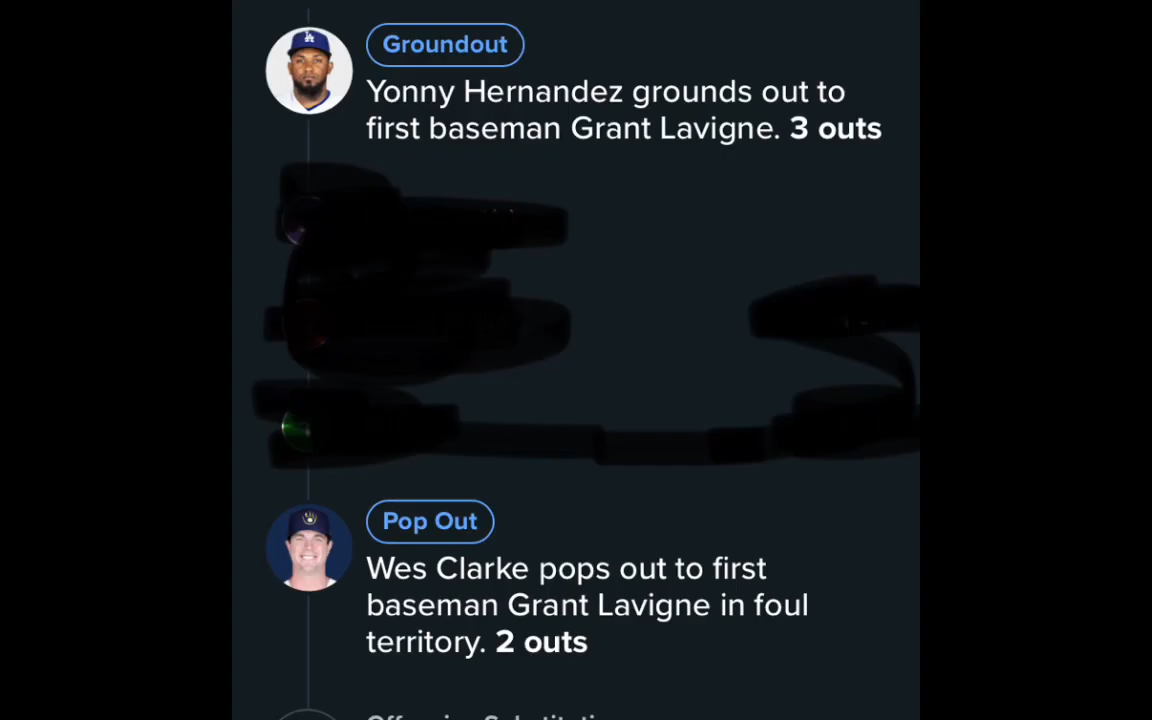 Groundout
Yonny Hernandez grounds out to
first baseman Grant Lavigne. 3 outs
Pop Out
Wes Clarke pops out to first
baseman Grant Lavigne in foul
territory. 2 outs